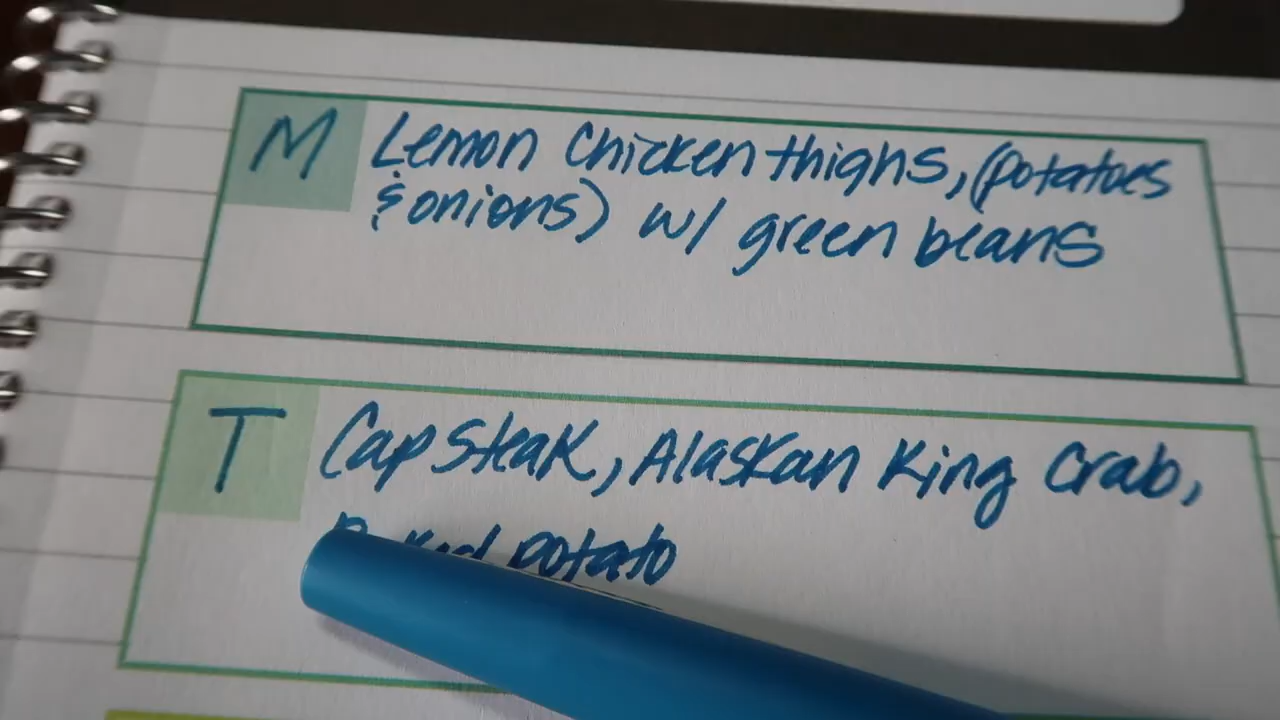 M
Lemon Chicken thighs, (potatoes
& onions) w/ green beans
T
Cap Steak, Alaskan King Crab,
potato